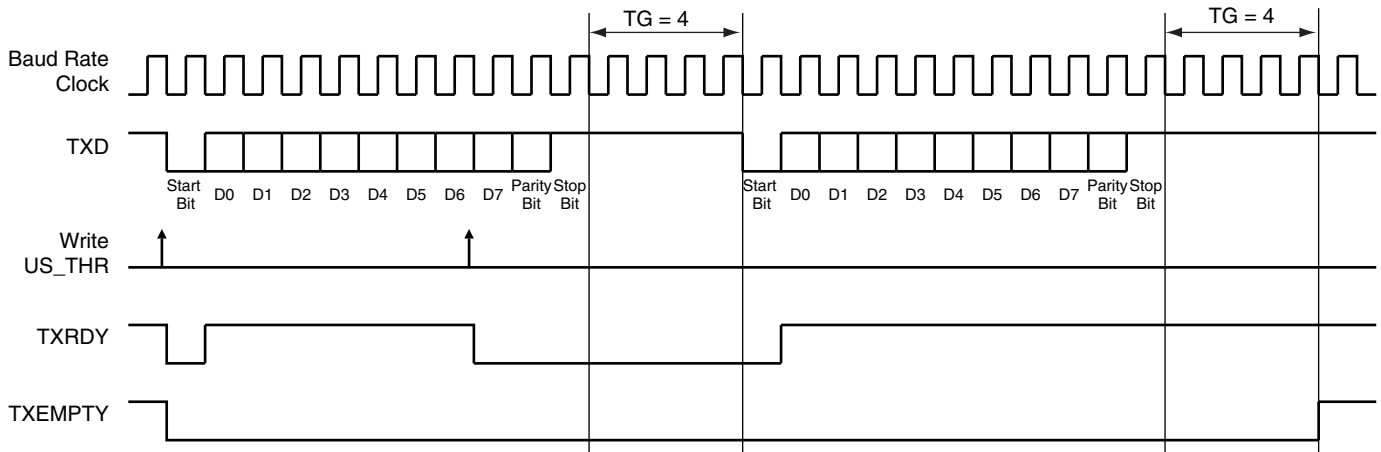 TG = 4
TG = 4
Baud Rate
Clock
TXD
Start
Bit
D0
D1
D2
D3
D4
D5
D6
D7
Parity
Bit
Stop
Bit
Start
Bit
D0
D1
D2
D3
D4
D5
D6
D7
Parity
Bit
Stop
Bit
Write
US_THR
TXRDY
TXEMPTY